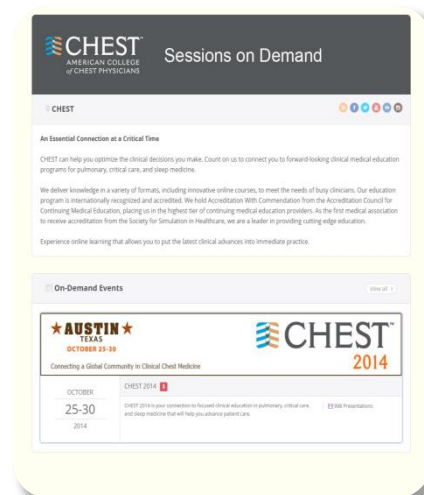 CHEST™
AMERICAN COLLEGE
of CHEST PHYSICIANS
Sessions on Demand
CHEST
An Essential Connection at a Critical Time
CHEST can help you optimize the clinical decisions you make. Count on us to connect you to forward-looking clinical medical education
programs for pulmonary, critical care, and sleep medicine.
We deliver knowledge in a variety of formats, including innovative online courses, to meet the needs of busy clinicians. Our education
program is internationally recognized and accredited. We hold Accreditation With Commendation from the Accreditation Council for
Continuing Medical Education, placing us in the highest tier of continuing medical education providers. As the first medical association
to receive accreditation from the Society for Simulation in Healthcare, we are a leader in providing cutting-edge education.
Experience online learning that allows you to put the latest clinical advances into immediate practice.
On-Demand Events
View all
AUSTIN
TEXAS
OCTOBER 25-30
Connecting a Global Community in Clinical Chest Medicine
CHEST™
2014
OCTOBER
25-30
2014
CHEST 2014
CHEST 2014 is your connection to focused clinical education in pulmonary, critical care,
and sleep medicine that will help you advance patient care.
Presentations